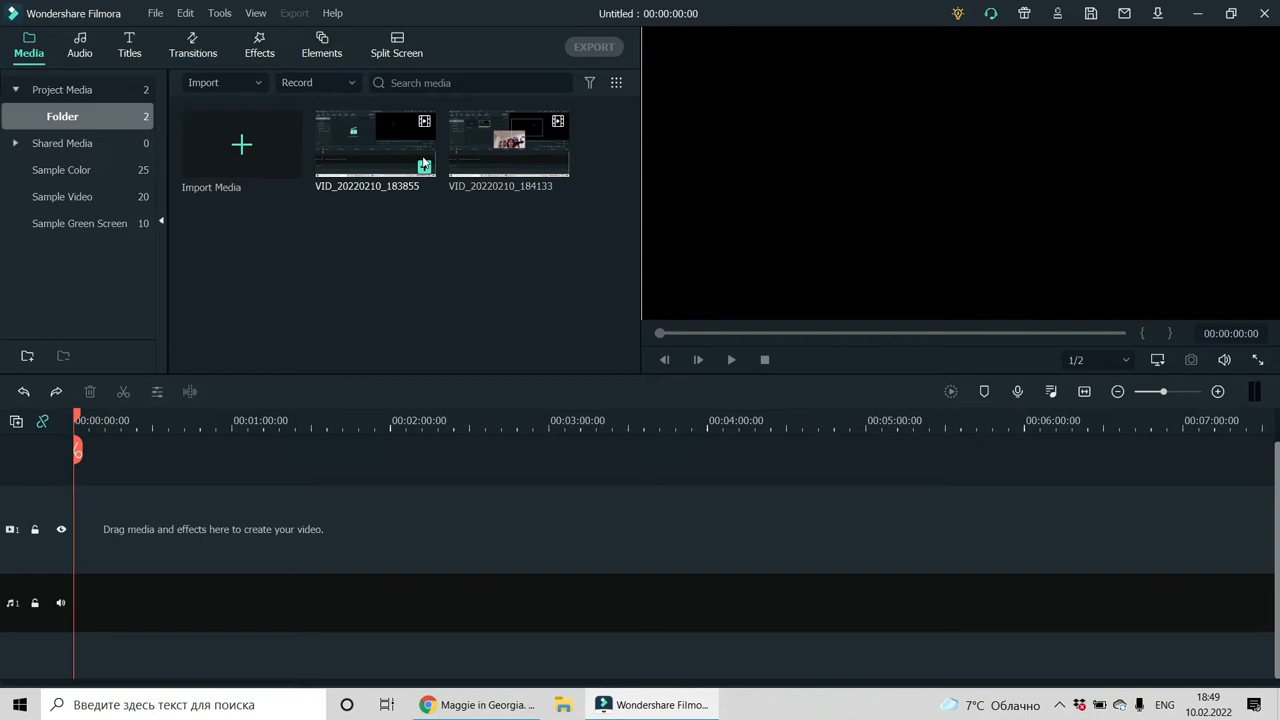 Wondershare Filmora File Edit Tools View Export Help Untitled : 00:00:00:00
Media Audio Titles Transitions Effects Elements Split Screen EXPORT
Project Media 2
Folder 2
Shared Media 0
Sample Color 25
Sample Video 20
Sample Green Screen 10
Import Record Search media
Import Media
VID_20220210_183855
VID_20220210_184133
00:00:00:00
1/2
00:00:00:00 00:01:00:00 00:02:00:00 00:03:00:00 00:04:00:00 00:05:00:00 00:06:00:00 00:07:00:00
1
Drag media and effects here to create your video.
1
Введите здесь текст для поиска
Maggie in Georgia. ...
Wondershare Filmo...
7°C Облачно
ENG
18:49
10.02.2022